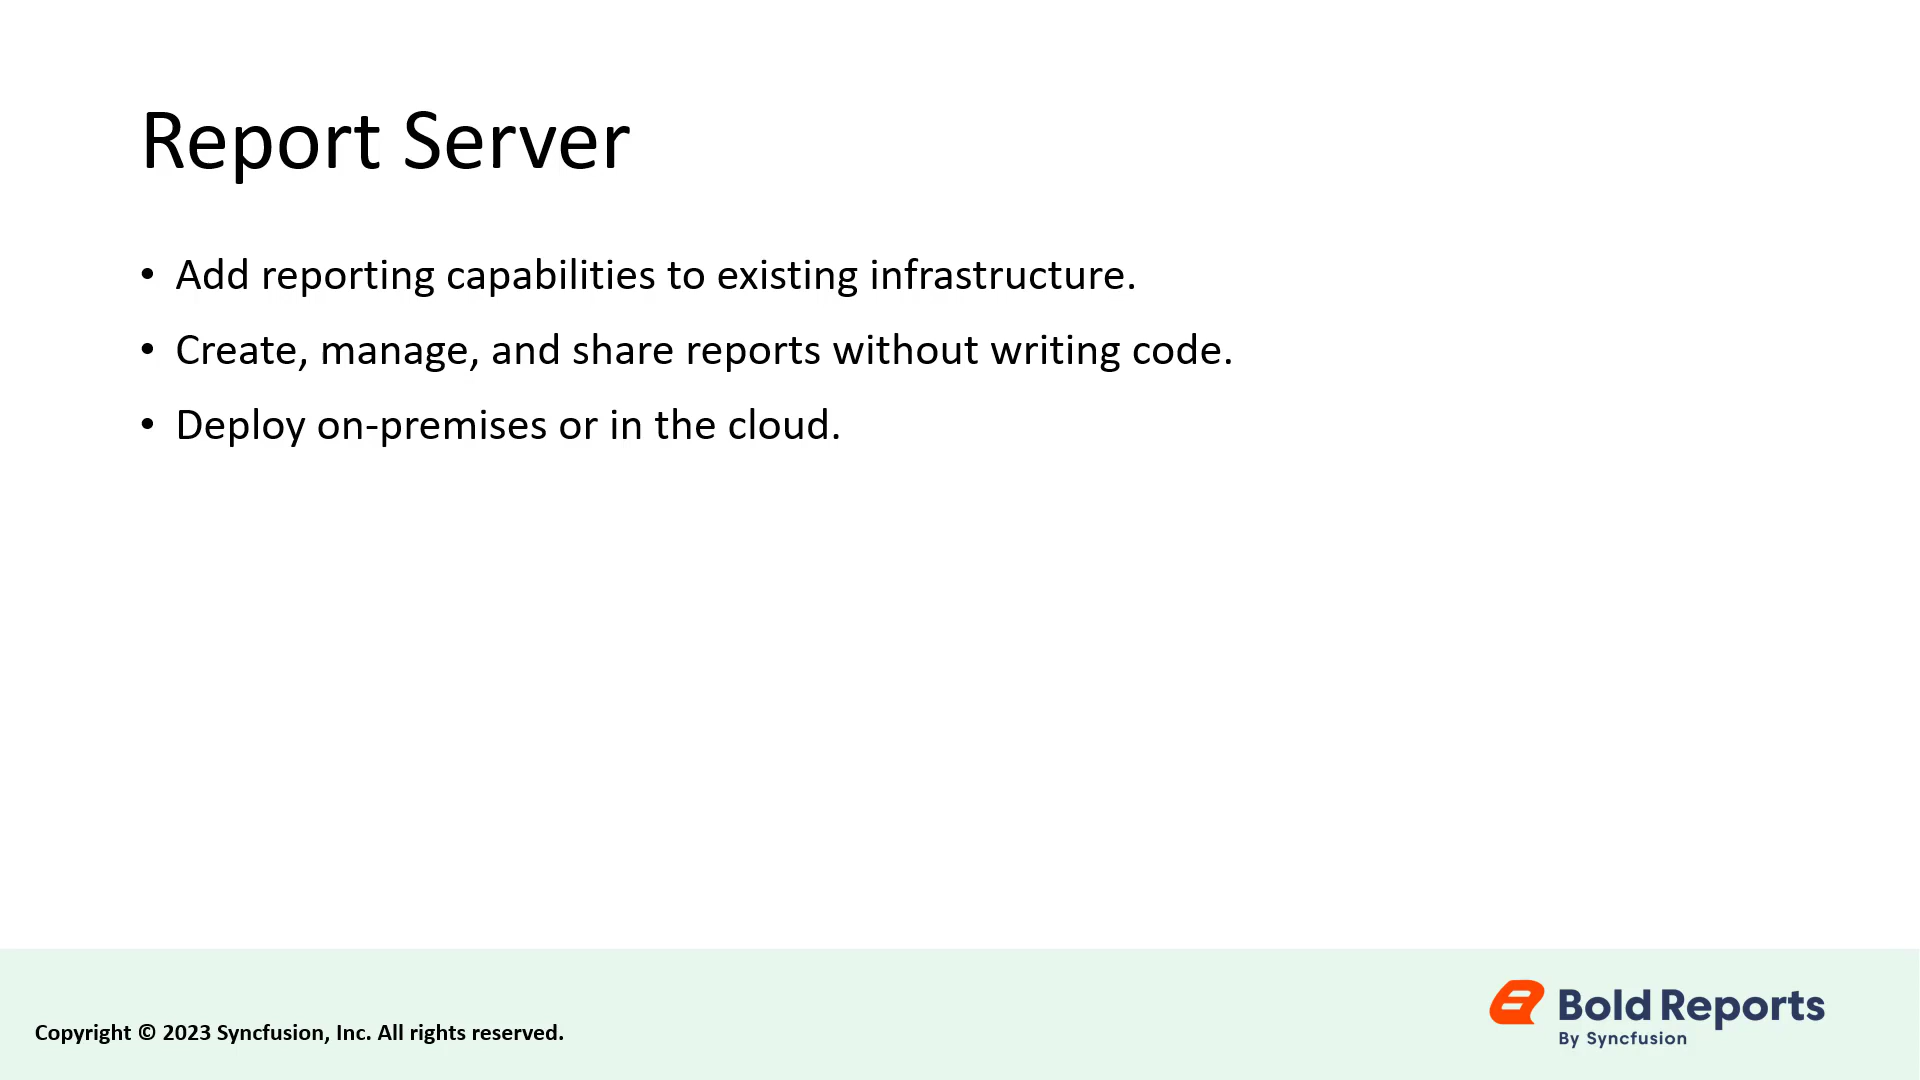 Report Server
• Add reporting capabilities to existing infrastructure.
• Create, manage, and share reports without writing code.
• Deploy on-premises or in the cloud.
Copyright © 2023 Syncfusion, Inc. All rights reserved.
Bold Reports
By Syncfusion